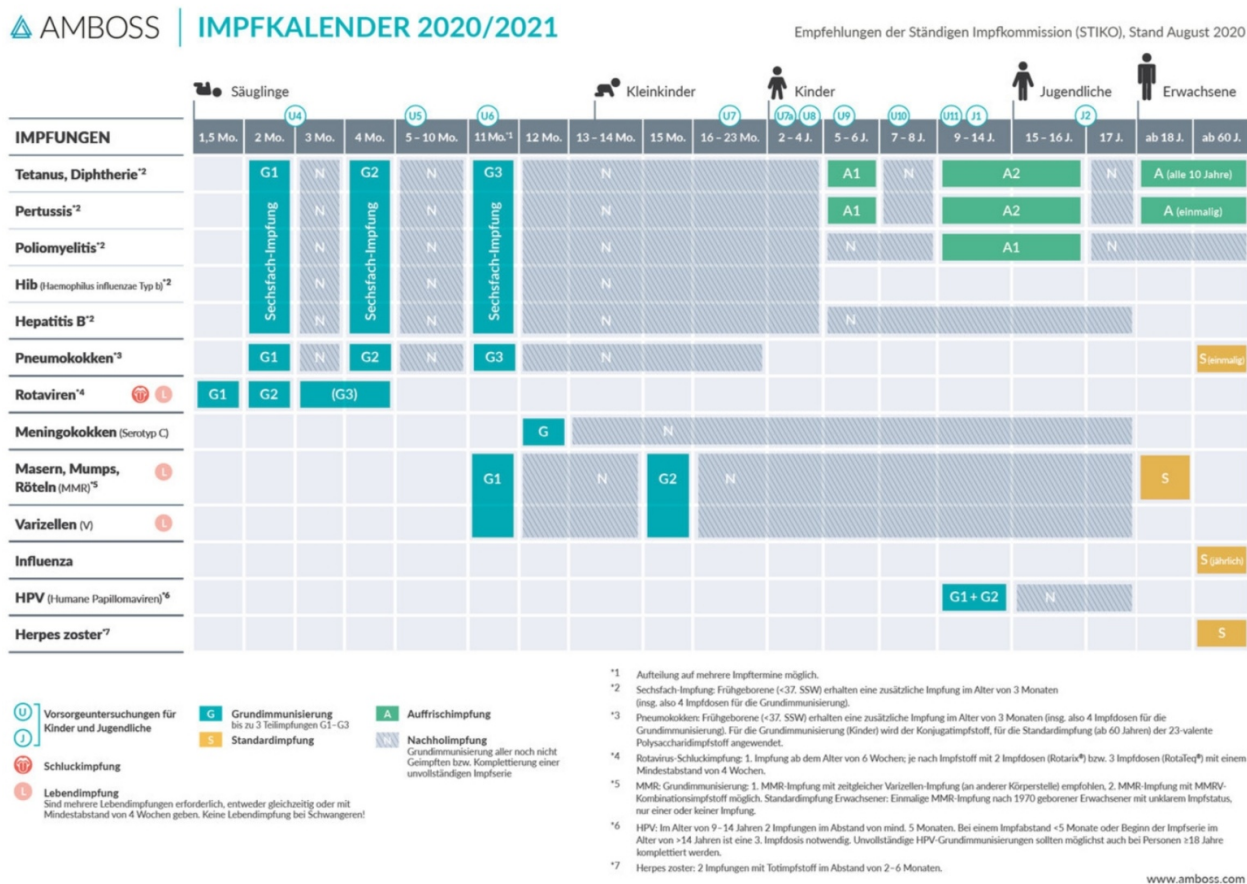 AMBOSS
IMPFKALENDER 2020/2021
Empfehlungen der Ständigen Impfkommission (STIKO), Stand August 2020
Säuglinge Kleinkinder Kinder Jugendliche Erwachsene
U4 U5 U6 U7 U7a U8 U9 U10 U11 J1 J2
IMPFUNGEN 1,5 Mo. 2 Mo. 3 Mo. 4 Mo. 5 – 10 Mo. 11 Mo.*1 12 Mo. 13 – 14 Mo. 15 Mo. 16 – 23 Mo. 2 – 4 J. 5 – 6 J. 7 – 8 J. 9 – 14 J. 15 – 16 J. 17 J. ab 18 J. ab 60 J.
Tetanus, Diphtherie*2 G1 N G2 N G3 N A1 N A2 N A (alle 10 Jahre)
Pertussis*2 N N N A1 A2 A (einmalig)
Sechsfach-Impfung Sechsfach-Impfung Sechsfach-Impfung
Poliomyelitis*2 N N N N A1 N
Hib (Haemophilus influenzae Typ b)*2 N N N
Hepatitis B*2 N N N N
Pneumokokken*3 G1 N G2 N G3 N S (einmalig)
Rotaviren*4 L G1 G2 (G3)
Meningokokken (Serotyp C) G N
Masern, Mumps,
Röteln (MMR)*5 L G1 N G2 N S
Varizellen (V) L
Influenza S (jährlich)
HPV (Humane Papillomaviren)*6 G1 + G2 N
Herpes zoster*7 S
U
J
Vorsorgeuntersuchungen für
Kinder und Jugendliche
Schluckimpfung
L Lebendimpfung
Sind mehrere Lebendimpfungen erforderlich, entweder gleichzeitig oder mit
Mindestabstand von 4 Wochen geben. Keine Lebendimpfung bei Schwangeren!
G Grundimmunisierung
bis zu 3 Teilimpfungen G1–G3
S Standardimpfung
A Auffrischimpfung
N Nachholimpfung
Grundimmunisierung aller noch nicht
Geimpften bzw. Komplettierung einer
unvollständigen Impfserie
*1 Aufteilung auf mehrere Impftermine möglich.
*2 Sechsfach-Impfung: Frühgeborene (<37. SSW) erhalten eine zusätzliche Impfung im Alter von 3 Monaten
(insg. also 4 Impfdosen für die Grundimmunisierung).
*3 Pneumokokken: Frühgeborene (<37. SSW) erhalten eine zusätzliche Impfung im Alter von 3 Monaten (insg. also 4 Impfdosen für die
Grundimmunisierung). Für die Grundimmunisierung (Kinder) wird der Konjugatimpfstoff, für die Standardimpfung (ab 60 Jahren) der 23-valente
Polysaccharidimpfstoff angewendet.
*4 Rotavirus-Schluckimpfung: 1. Impfung ab dem Alter von 6 Wochen; je nach Impfstoff mit 2 Impfdosen (Rotarix®) bzw. 3 Impfdosen (RotaTeq®) mit einem
Mindestabstand von 4 Wochen.
*5 MMR: Grundimmunisierung: 1. MMR-Impfung mit zeitgleicher Varizellen-Impfung (an anderer Körperstelle) empfohlen, 2. MMR-Impfung mit MMRV-
Kombinationsimpfstoff möglich. Standardimpfung Erwachsener: Einmalige MMR-Impfung nach 1970 geborener Erwachsener mit unklarem Impfstatus,
nur einer oder keiner Impfung.
*6 HPV: Im Alter von 9–14 Jahren 2 Impfungen im Abstand von mind. 5 Monaten. Bei einem Impfabstand <5 Monate oder Beginn der Impfserie im
Alter von >14 Jahren ist eine 3. Impfdosis notwendig. Unvollständige HPV-Grundimmunisierungen sollten möglichst auch bei Personen ≥18 Jahre
komplettiert werden.
*7 Herpes zoster: 2 Impfungen mit Totimpfstoff im Abstand von 2–6 Monaten.
www.amboss.com